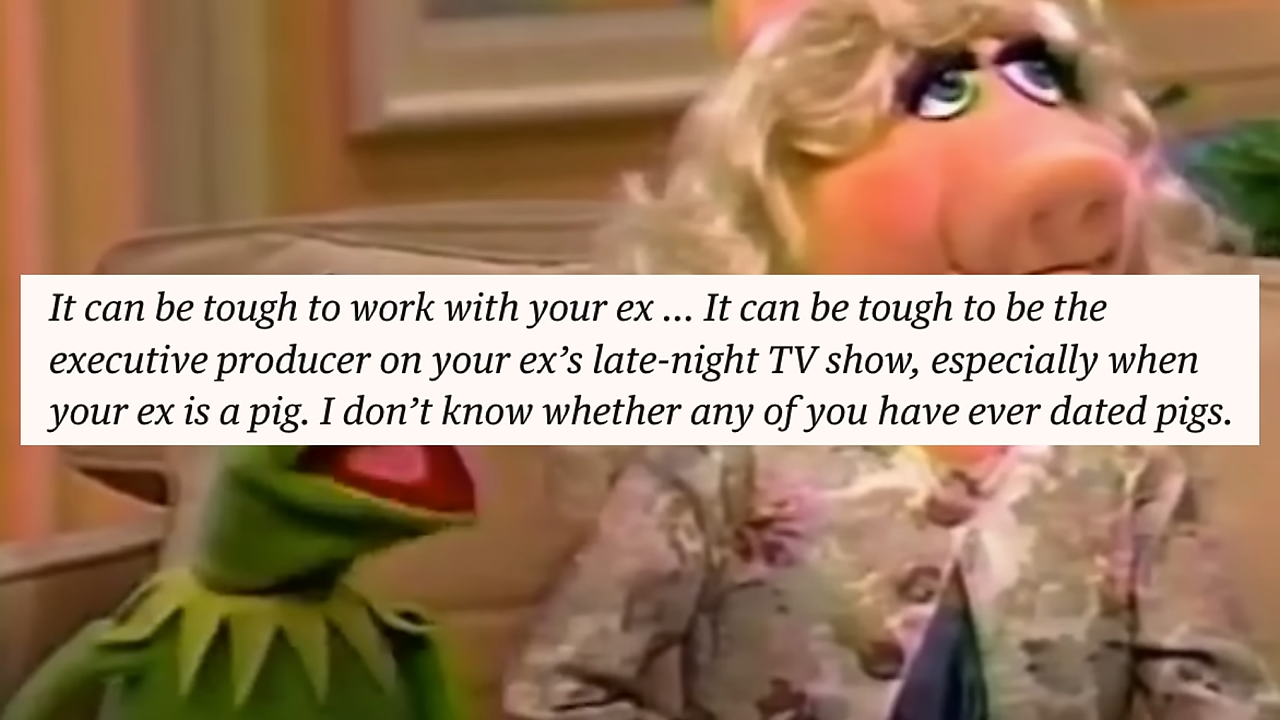 It can be tough to work with your ex ... It can be tough to be the
executive producer on your ex’s late-night TV show, especially when
your ex is a pig. I don’t know whether any of you have ever dated pigs.